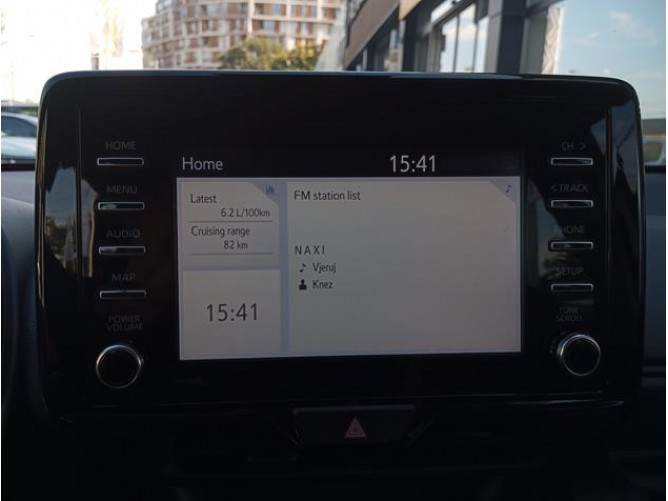 HOME
MENU
AUDIO
MAP
POWER
VOLUME
Home
15:41
Latest
6.2 L/100km
Cruising range
82 km
15:41
FM station list
NAXI
Vjeruj
Knez
CH >
< TRACK
PHONE
SETUP
TUNE
SCROLL